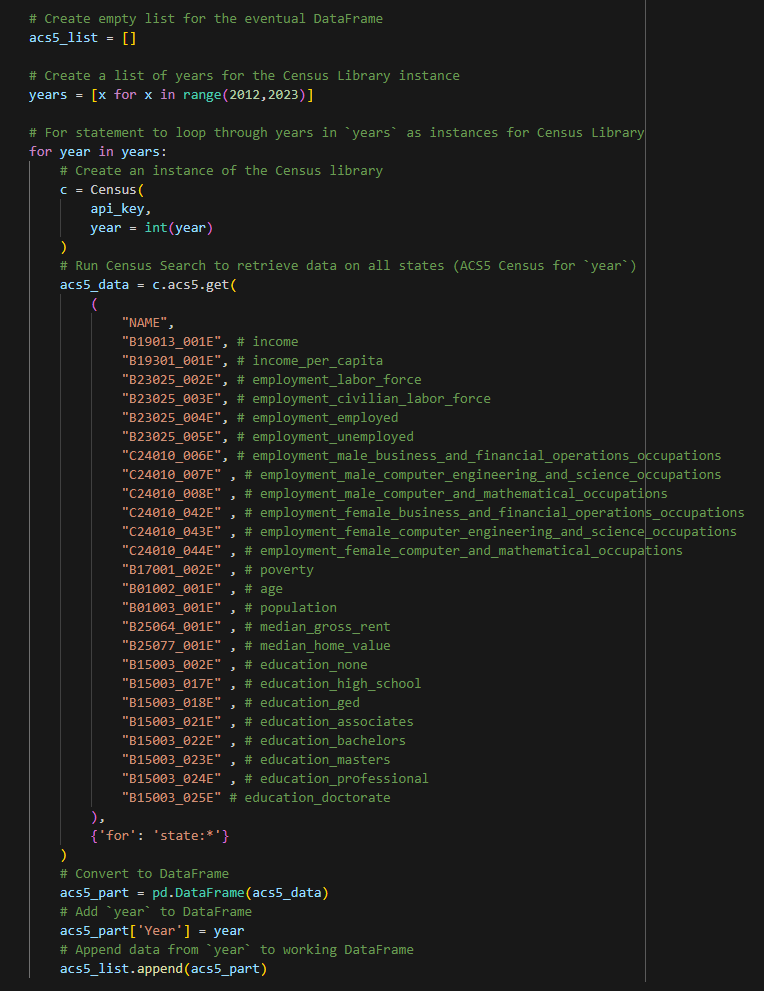 # Create empty list for the eventual DataFrame
acs5_list = []
# Create a list of years for the Census Library instance
years = [x for x in range(2012,2023)]
# For statement to loop through years in `years` as instances for Census Library
for year in years:
# Create an instance of the Census library
c = Census(
api_key,
year = int(year)
)
# Run Census Search to retrieve data on all states (ACS5 Census for `year`)
acs5_data = c.acs5.get(
(
"NAME",
"B19013_001E", # income
"B19301_001E", # income_per_capita
"B23025_002E", # employment_labor_force
"B23025_003E", # employment_civilian_labor_force
"B23025_004E", # employment_employed
"B23025_005E", # employment_unemployed
"C24010_006E", # employment_male_business_and_financial_operations_occupations
"C24010_007E" , # employment_male_computer_engineering_and_science_occupations
"C24010_008E" , # employment_male_computer_and_mathematical_occupations
"C24010_042E" , # employment_female_business_and_financial_operations_occupations
"C24010_043E" , # employment_female_computer_engineering_and_science_occupations
"C24010_044E" , # employment_female_computer_and_mathematical_occupations
"B17001_002E" , # poverty
"B01002_001E" , # age
"B01003_001E" , # population
"B25064_001E" , # median_gross_rent
"B25077_001E" , # median_home_value
"B15003_002E" , # education_none
"B15003_017E" , # education_high_school
"B15003_018E" , # education_ged
"B15003_021E" , # education_associates
"B15003_022E" , # education_bachelors
"B15003_023E" , # education_masters
"B15003_024E" , # education_professional
"B15003_025E" # education_doctorate
),
{'for': 'state:*'}
)
# Convert to DataFrame
acs5_part = pd.DataFrame(acs5_data)
# Add `year` to DataFrame
acs5_part['Year'] = year
# Append data from `year` to working DataFrame
acs5_list.append(acs5_part)